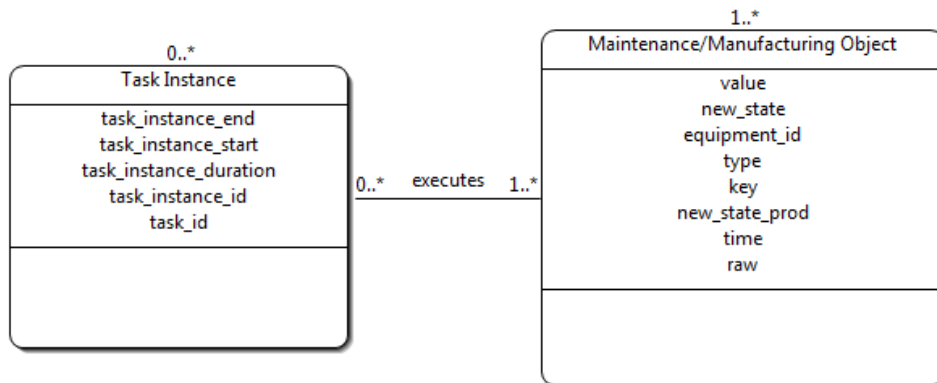 0..*
Task Instance
task_instance_end
task_instance_start
task_instance_duration
task_instance_id
task_id
0..*
executes
1..*
1..*
Maintenance/Manufacturing Object
value
new_state
equipment_id
type
key
new_state_prod
time
raw